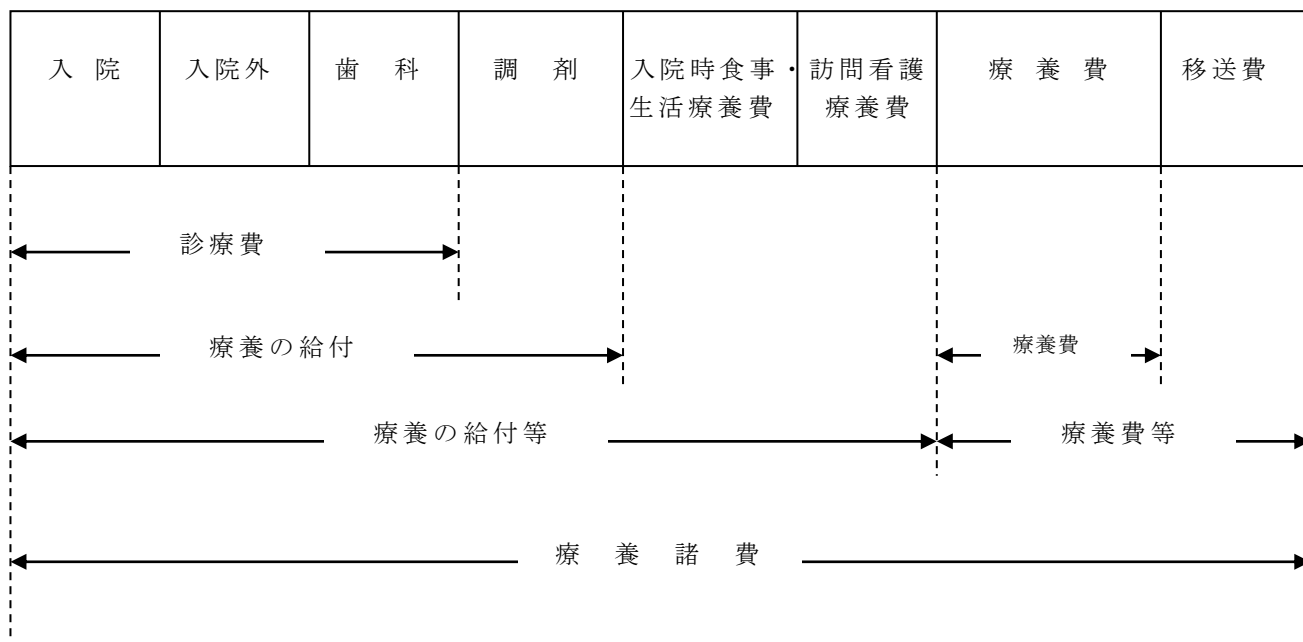 入院
入院外
歯科
調剤
入院時食事・
生活療養費
訪問看護
療養費
療養費
移送費
診療費
療養の給付
療養費
療養の給付等
療養費等
療養諸費